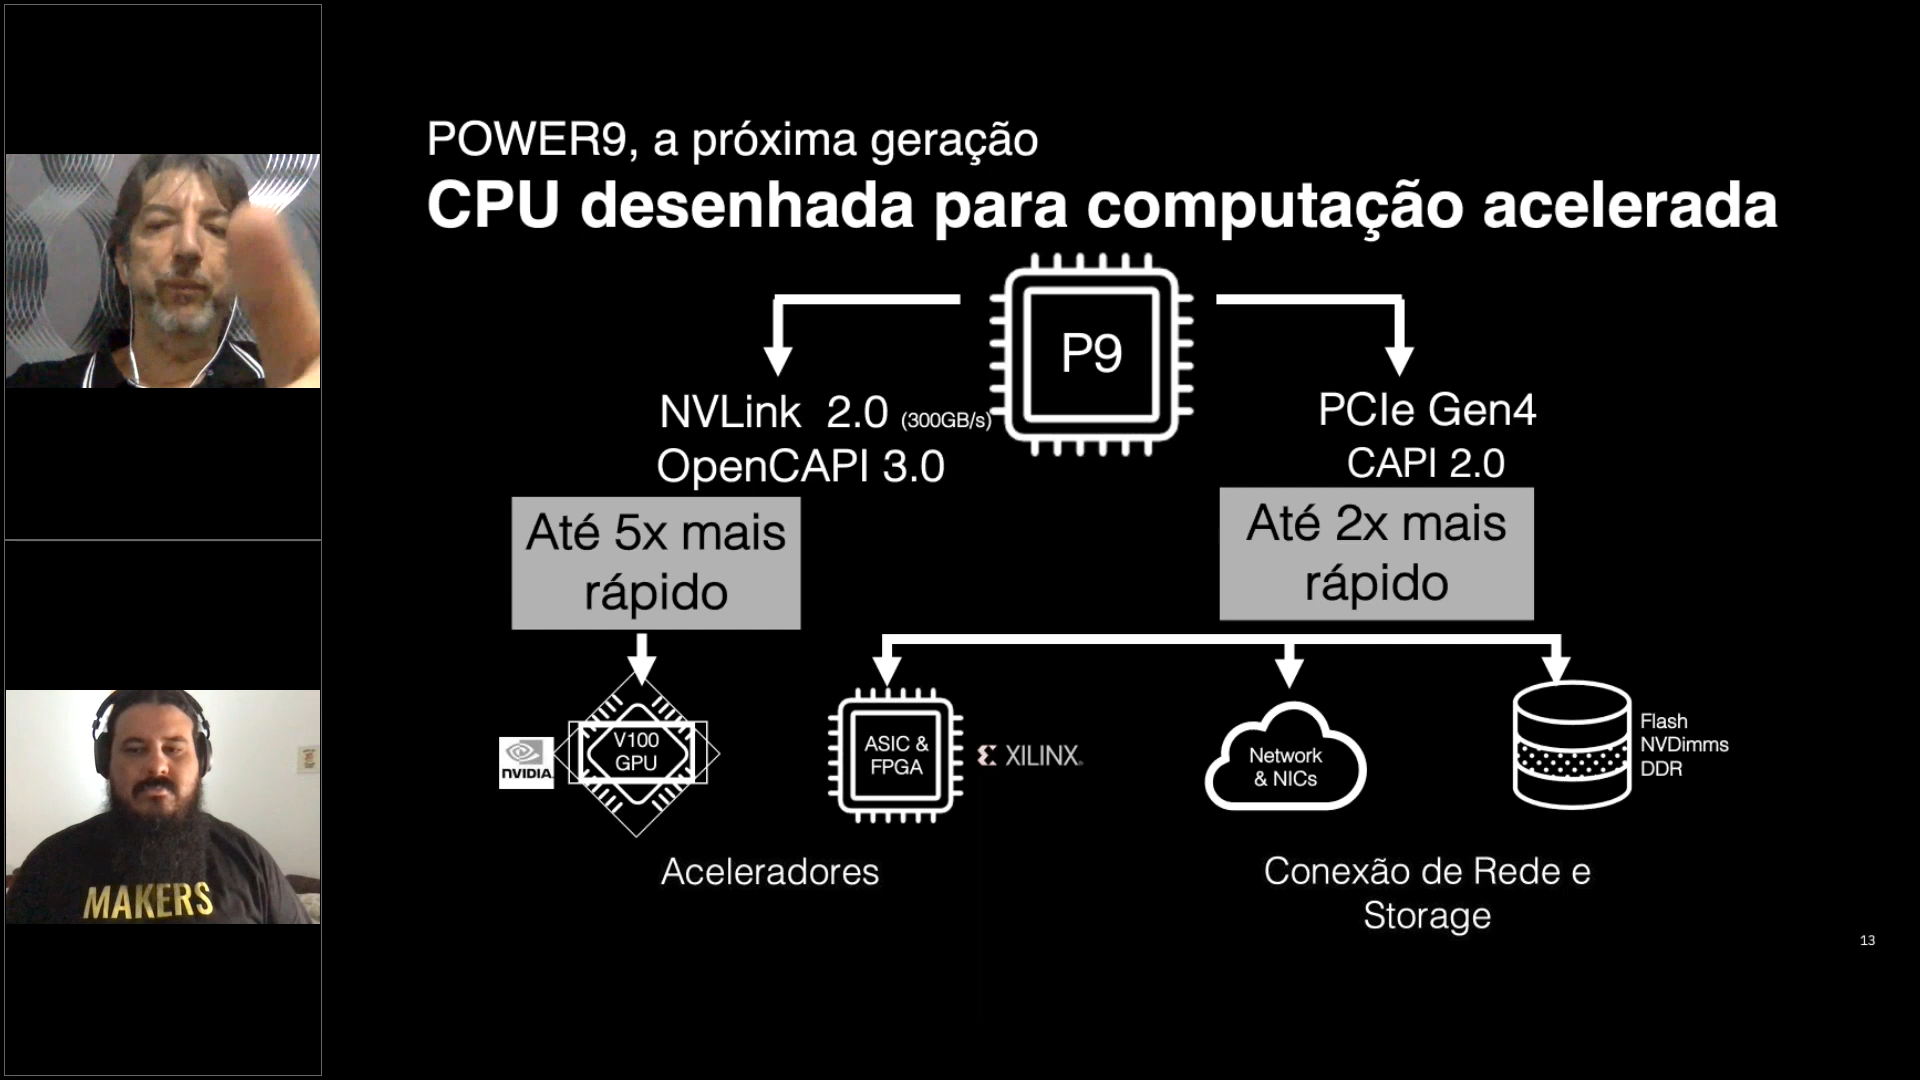 POWER9, a próxima geração
CPU desenhada para computação acelerada
P9
NVLink 2.0 (300GB/s)
OpenCAPI 3.0
PCIe Gen4
CAPI 2.0
Até 5x mais
rápido
Até 2x mais
rápido
NVIDIA
V100
GPU
ASIC &
FPGA
XILINX
Network
& NICs
Flash
NVDimms
DDR
Aceleradores
Conexão de Rede e
Storage
13
MAKERS